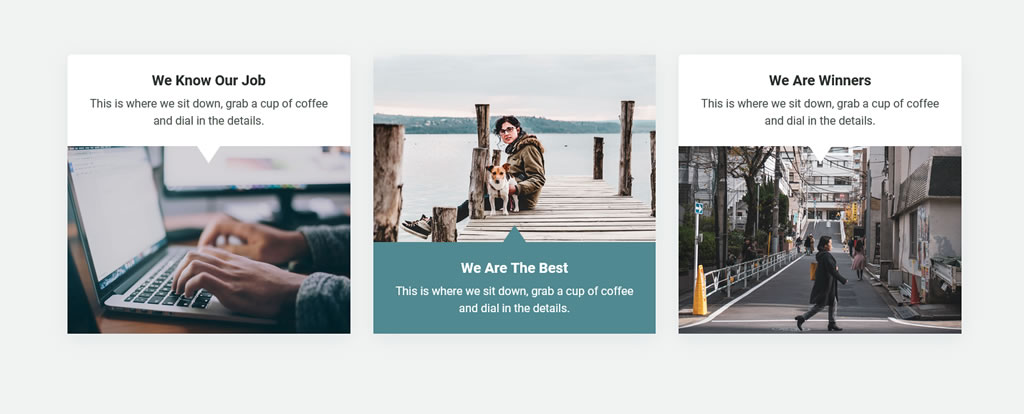 We Know Our Job
This is where we sit down, grab a cup of coffee
and dial in the details.
We Are The Best
This is where we sit down, grab a cup of coffee
and dial in the details.
We Are Winners
This is where we sit down, grab a cup of coffee
and dial in the details.